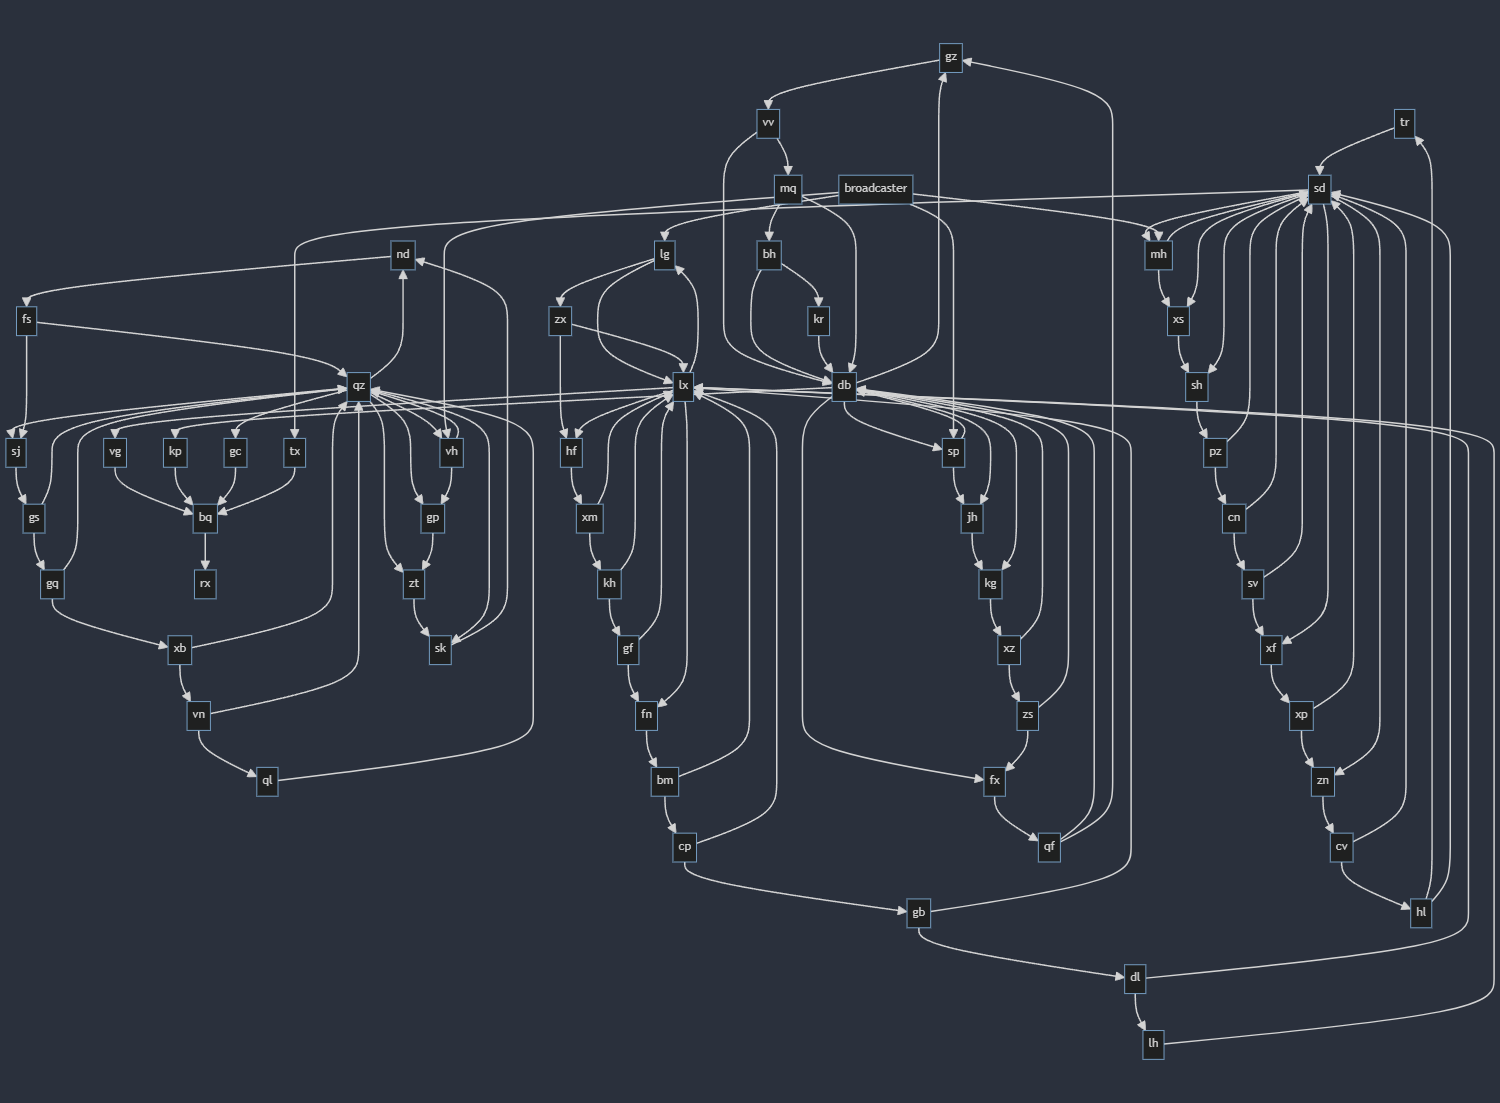 gz
vv
tr
mq
broadcaster
sd
nd
lg
bh
mh
fs
zx
kr
xs
qz
lx
db
sh
sj
vg
kp
gc
tx
vh
hf
sp
pz
gs
bq
gp
xm
jh
cn
gq
rx
zt
kh
kg
sv
xb
sk
gf
xz
xf
vn
fn
zs
xp
ql
bm
fx
zn
cp
qf
cv
gb
hl
dl
lh